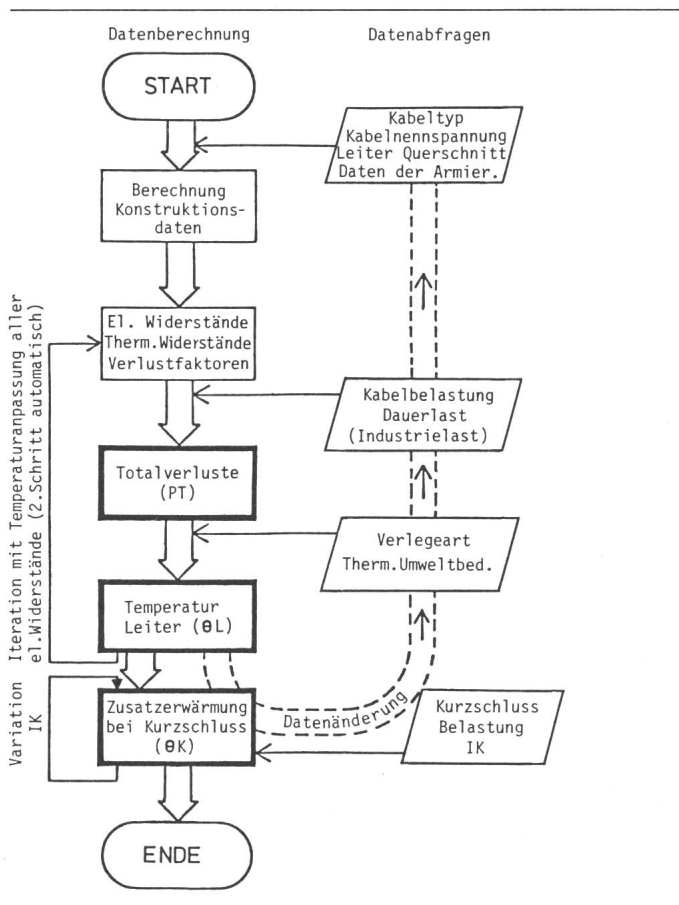 Datenberechnung
Datenabfragen
START
Kabeltyp
Kabelnennspannung
Leiter Querschnitt
Daten der Armier.
Berechnung
Konstruktions-
daten
El. Widerstände
Therm.Widerstände
Verlustfaktoren
Kabelbelastung
Dauerlast
(Industrielast)
Totalverluste
(PT)
Verlegeart
Therm.Umweltbed.
Temperatur
Leiter (ΘL)
Iteration mit Temperaturanpassung aller
el.Widerstände (2.Schritt automatisch)
Datenänderung
Zusatzerwärmung
bei Kurzschluss
(ΘK)
Kurzschluss
Belastung
IK
Variation
IK
ENDE